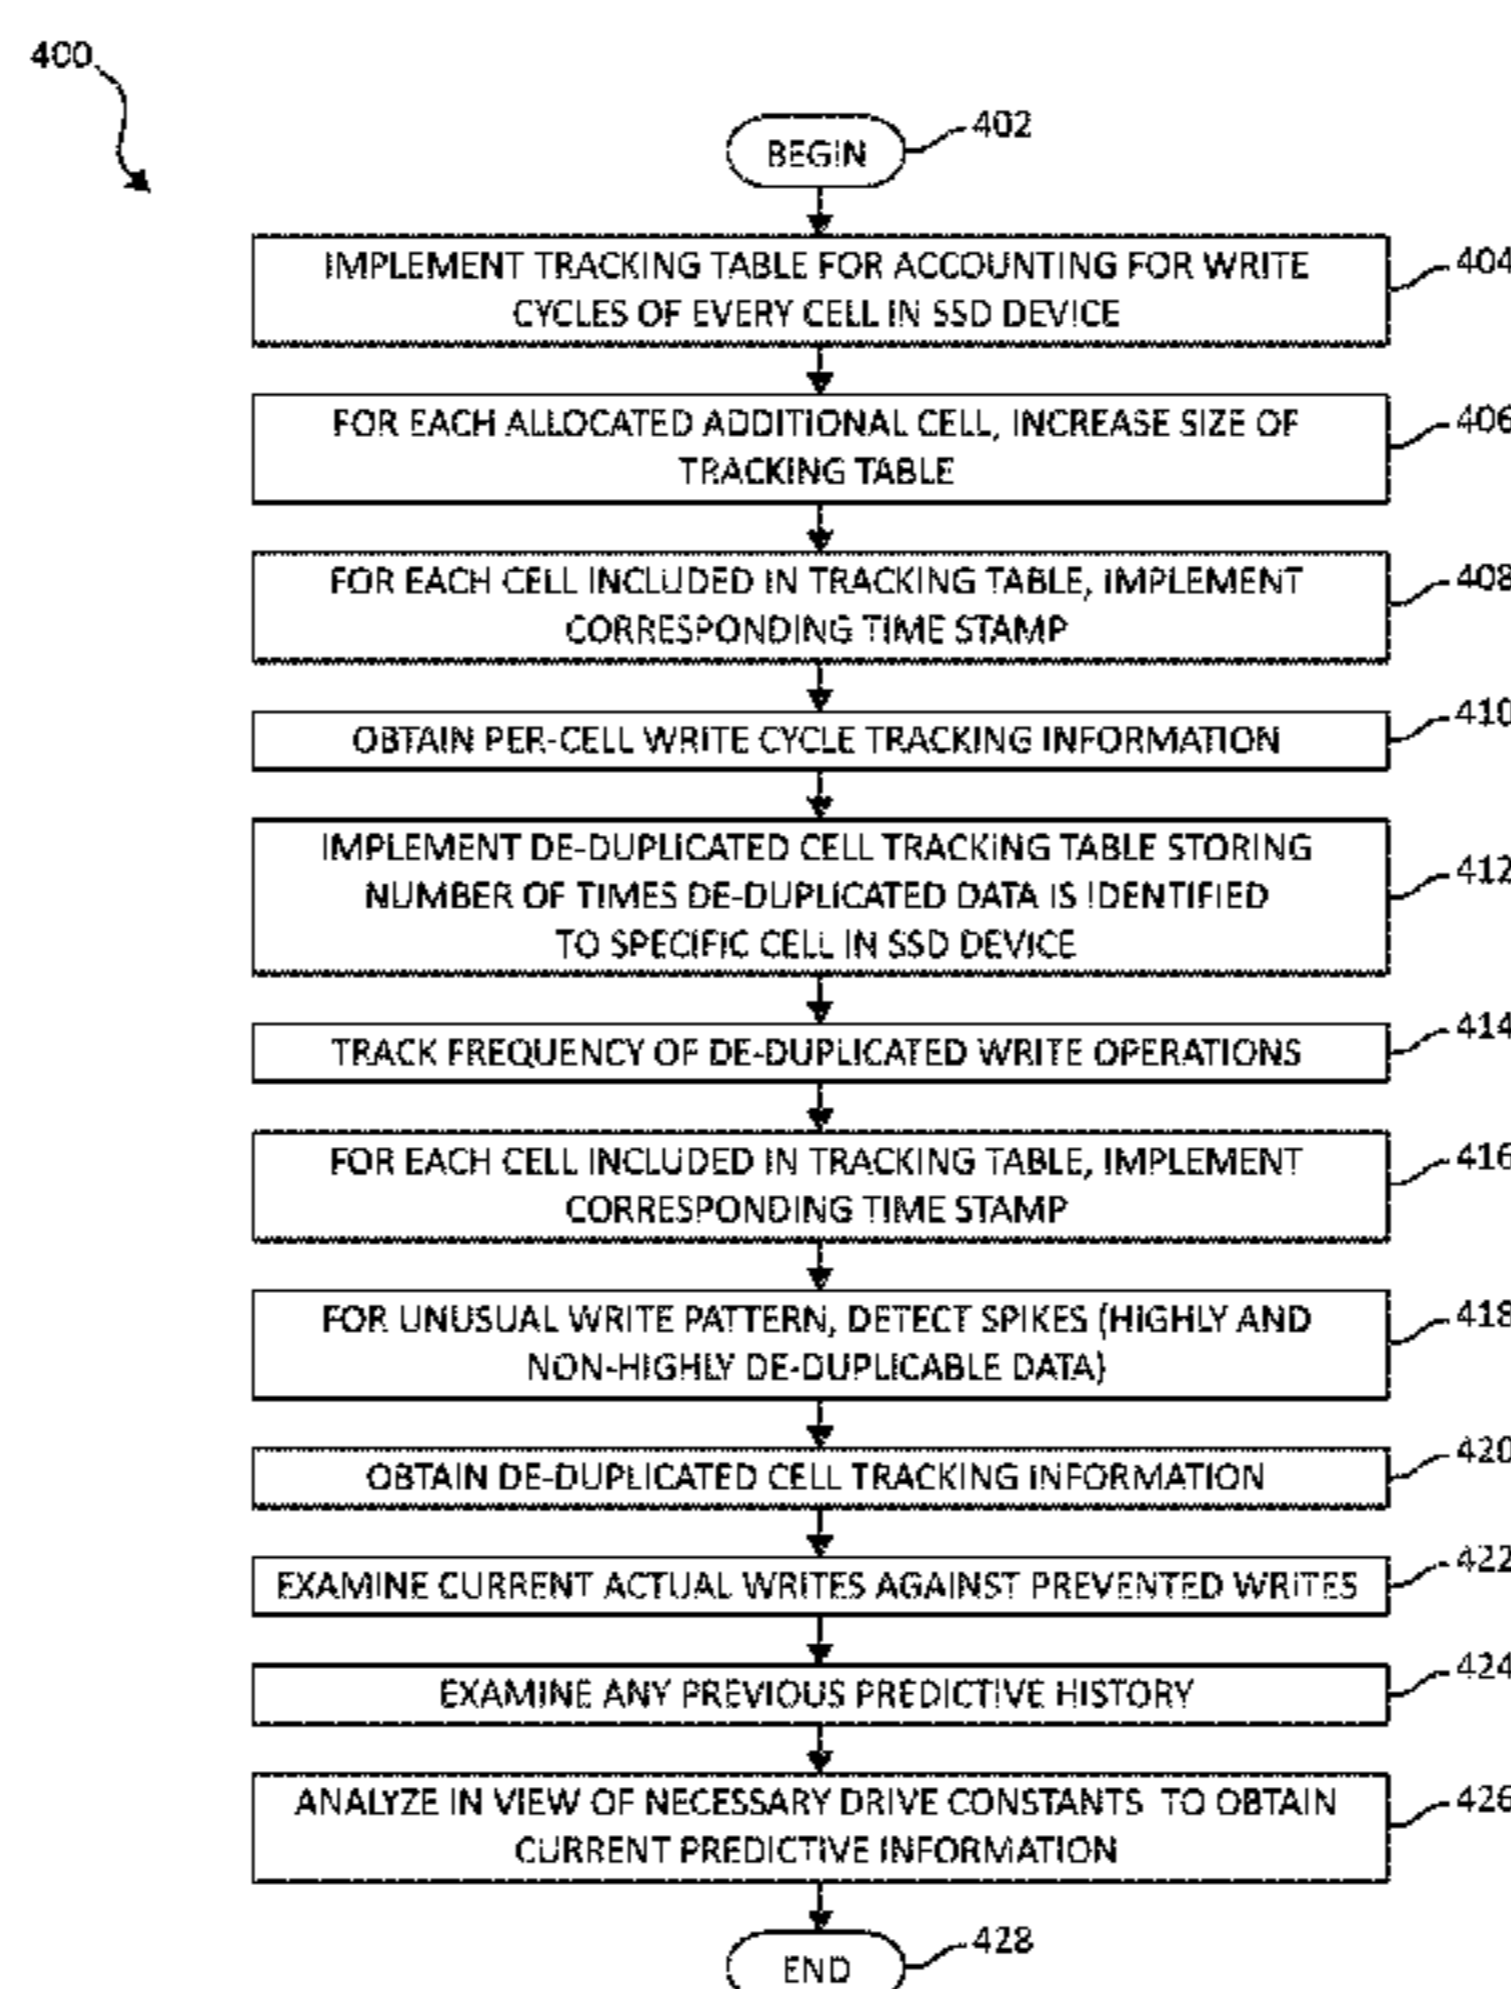 400
BEGIN
402
IMPLEMENT TRACKING TABLE FOR ACCOUNTING FOR WRITE
CYCLES OF EVERY CELL IN SSD DEVICE
404
FOR EACH ALLOCATED ADDITIONAL CELL, INCREASE SIZE OF
TRACKING TABLE
406
FOR EACH CELL INCLUDED IN TRACKING TABLE, IMPLEMENT
CORRESPONDING TIME STAMP
408
OBTAIN PER-CELL WRITE CYCLE TRACKING INFORMATION
410
IMPLEMENT DE-DUPLICATED CELL TRACKING TABLE STORING
NUMBER OF TIMES DE-DUPLICATED DATA IS IDENTIFIED
TO SPECIFIC CELL IN SSD DEVICE
412
TRACK FREQUENCY OF DE-DUPLICATED WRITE OPERATIONS
414
FOR EACH CELL INCLUDED IN TRACKING TABLE, IMPLEMENT
CORRESPONDING TIME STAMP
416
FOR UNUSUAL WRITE PATTERN, DETECT SPIKES (HIGHLY AND
NON-HIGHLY DE-DUPLICABLE DATA)
418
OBTAIN DE-DUPLICATED CELL TRACKING INFORMATION
420
EXAMINE CURRENT ACTUAL WRITES AGAINST PREVENTED WRITES
422
EXAMINE ANY PREVIOUS PREDICTIVE HISTORY
424
ANALYZE IN VIEW OF NECESSARY DRIVE CONSTANTS TO OBTAIN
CURRENT PREDICTIVE INFORMATION
426
END
428